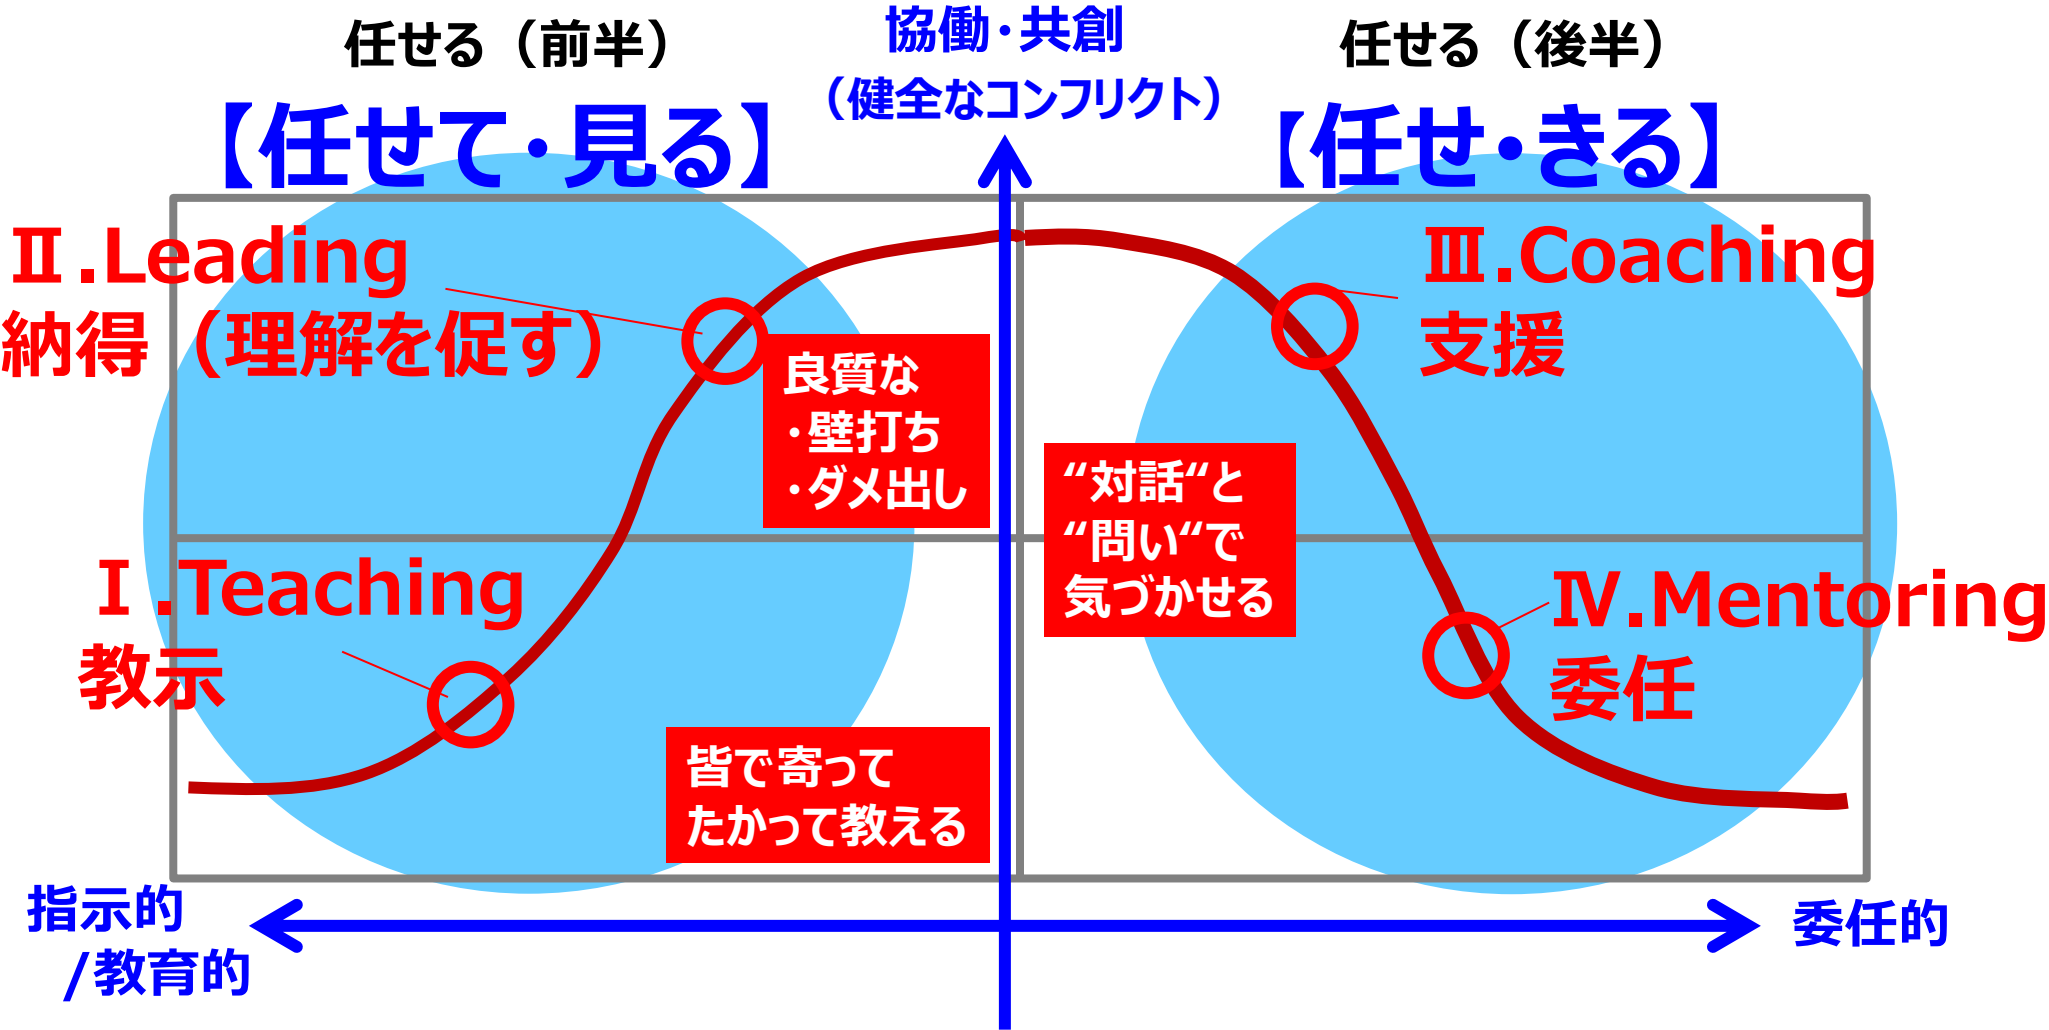 任せる（前半）
【任せて・見る】
協働・共創
（健全なコンフリクト）
任せる（後半）
【任せ・きる】
Ⅱ.Leading
納得（理解を促す）
良質な
・壁打ち
・ダメ出し
Ⅲ.Coaching
支援
“対話“と
“問い“で
気づかせる
Ⅰ.Teaching
教示
皆で寄って
たかって教える
Ⅳ.Mentoring
委任
指示的
/教育的
委任的